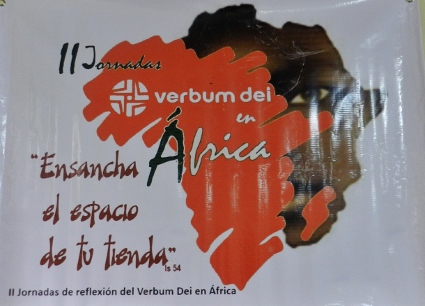 II Jornadas
verbum dei
en
África
"Ensancha
el espacio
de tu tienda"
Is 54
II Jornadas de reflexión del Verbum Dei en África